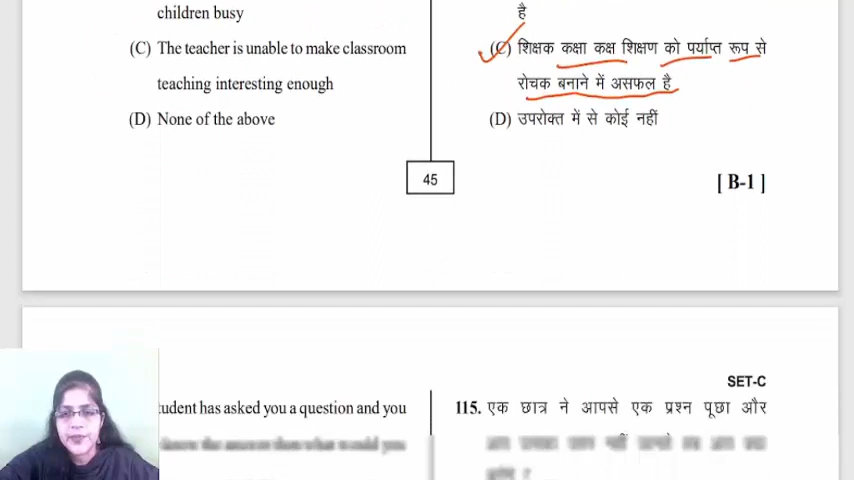 children busy
(C) The teacher is unable to make classroom
teaching interesting enough
(D) None of the above
है
(C) शिक्षक कक्षा कक्ष शिक्षण को पर्याप्त रूप से
रोचक बनाने में असफल है
(D) उपरोक्त में से कोई नहीं
45
[ B-1 ]
SET-C
tudent has asked you a question and you
115. एक छात्र ने आपसे एक प्रश्न पूछा और